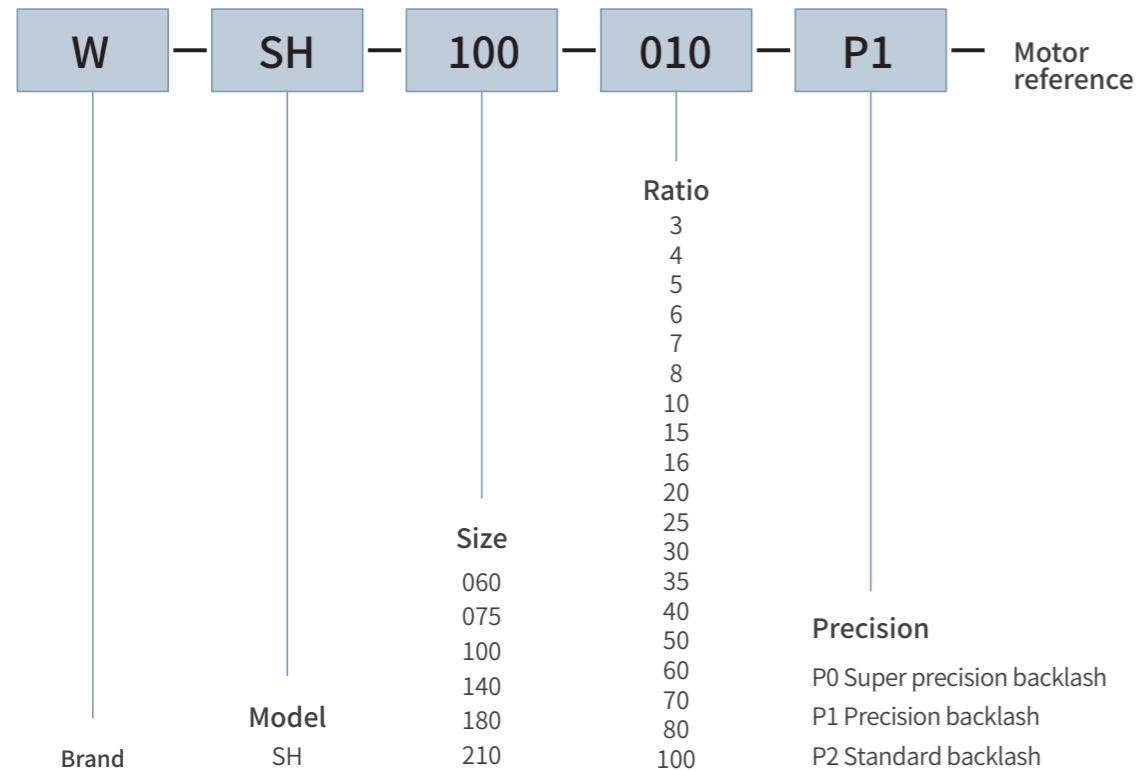 W — SH — 100 — 010 — P1 — Motor reference
Ratio
3
4
5
6
7
8
10
15
16
20
25
30
35
40
50
60
70
80
100
Size
060
075
100
140
180
210
Precision
P0 Super precision backlash
P1 Precision backlash
P2 Standard backlash
Model
SH
Brand